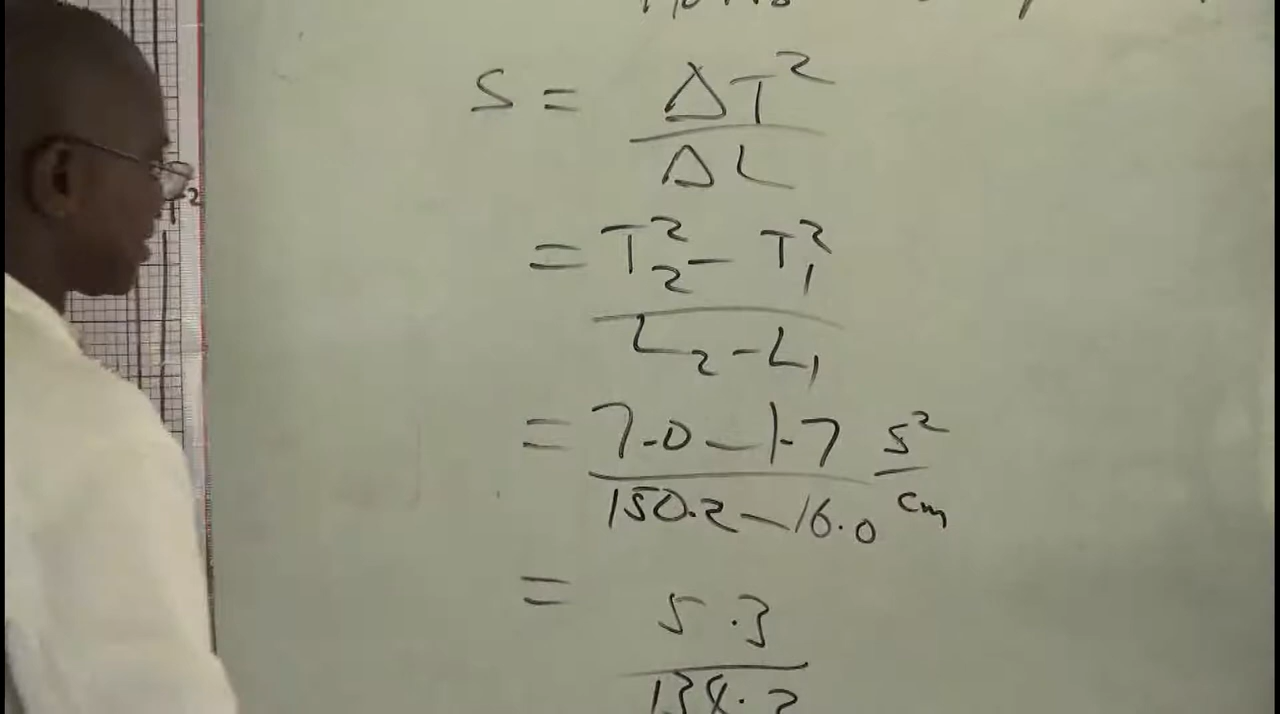 S = ΔT²
ΔL
= T₂² - T₁²
L₂ - L₁
= 7.0 - 1.7 s²
150.2 - 16.0 cm
= 5.3
134.2